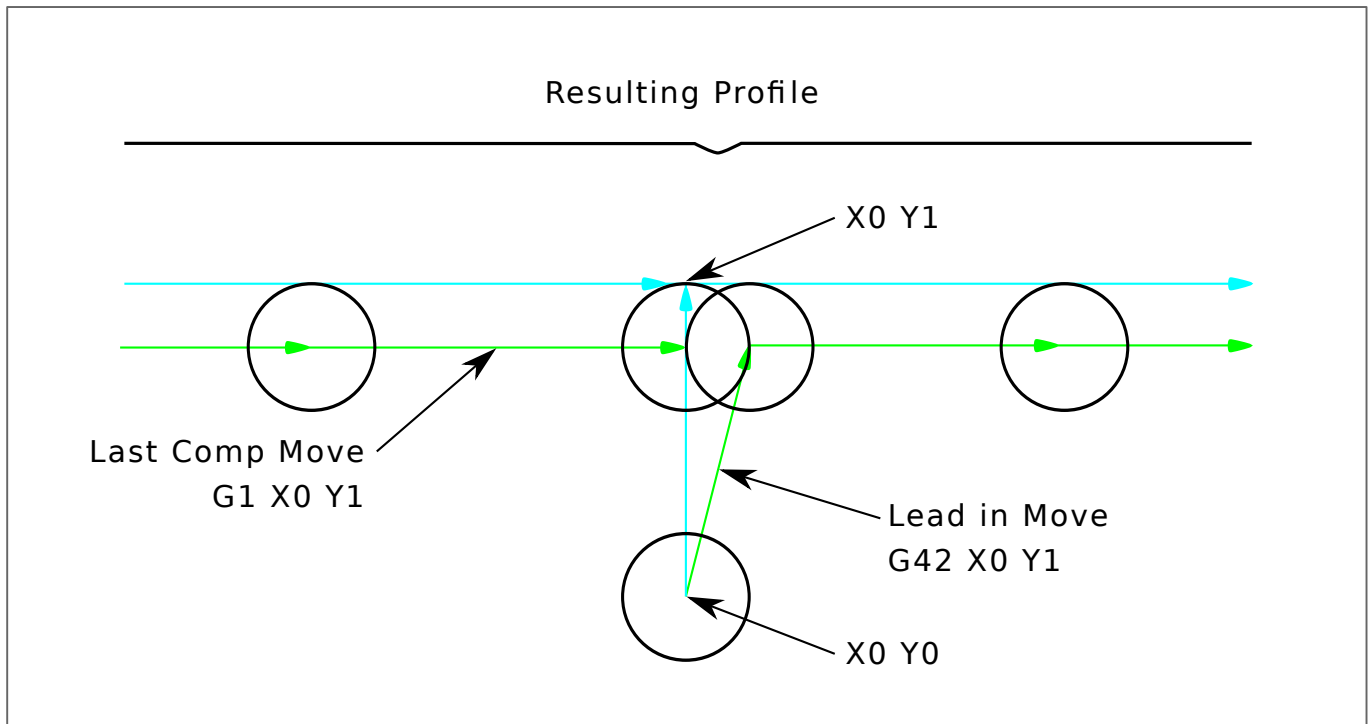 Resulting Profile
X0 Y1
Last Comp Move
G1 X0 Y1
Lead in Move
G42 X0 Y1
X0 Y0